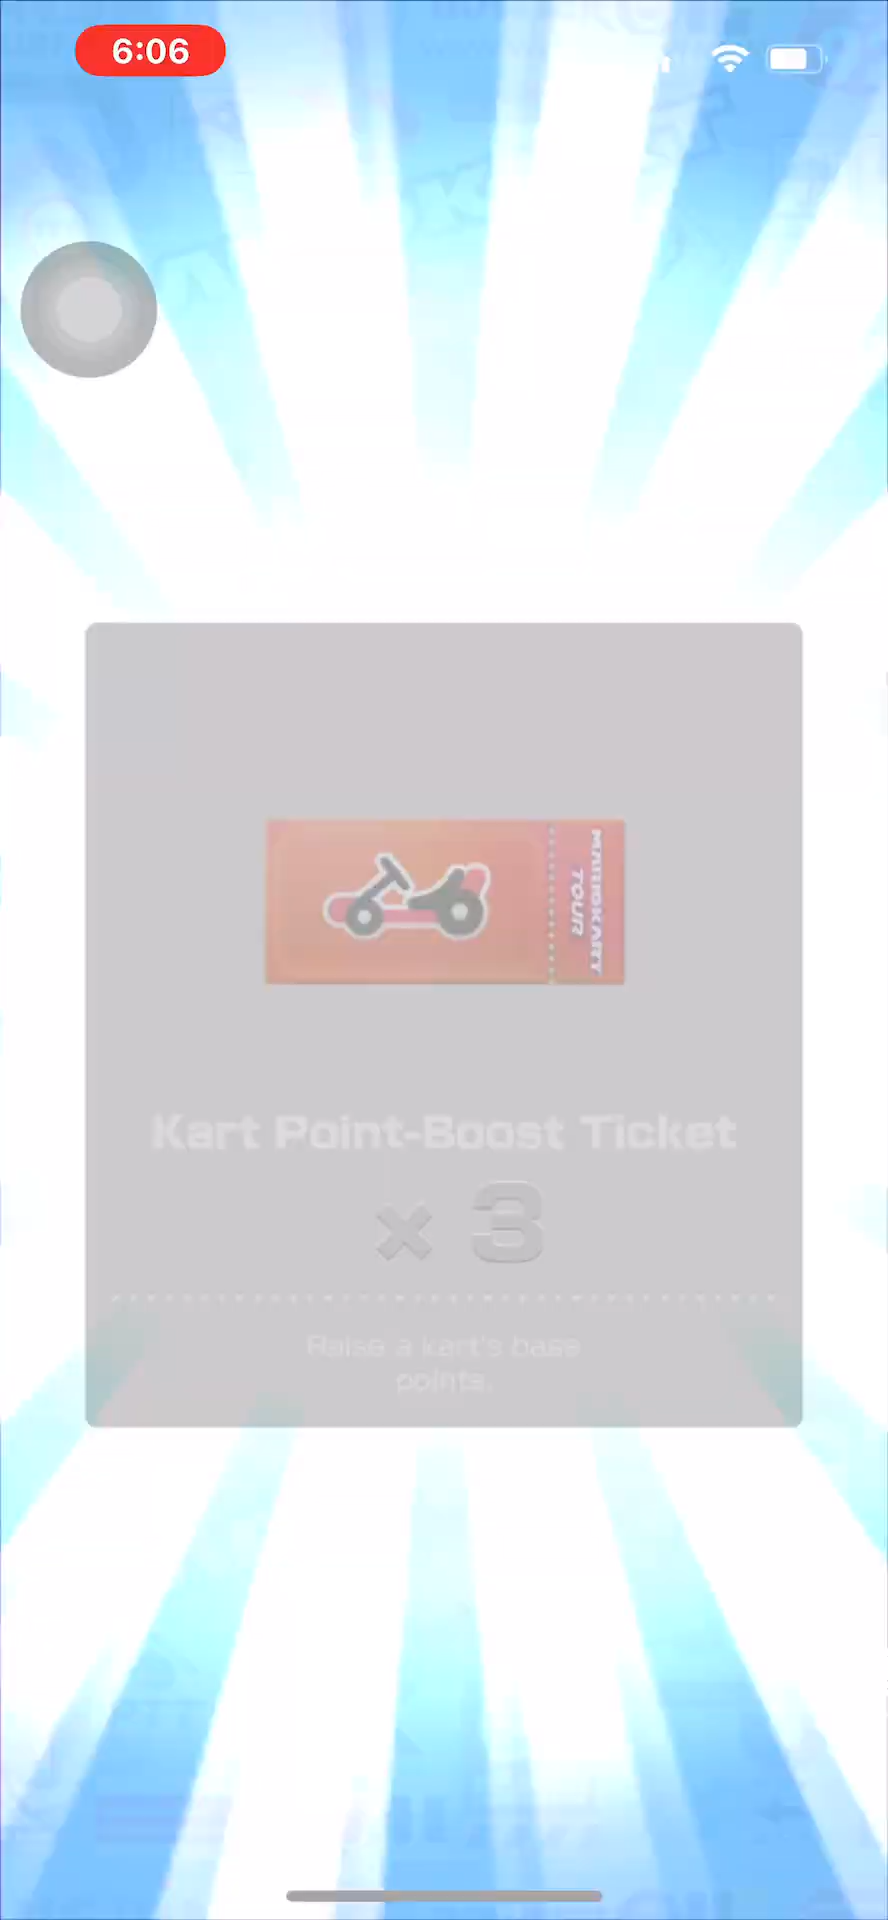 6:06
MARIOKART
TOUR
Kart Point-Boost Ticket
× 3
Raise a kart's base
points.